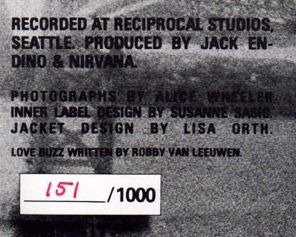 RECORDED AT RECIPROCAL STUDIOS,
SEATTLE. PRODUCED BY JACK EN-
DINO & NIRVANA.
PHOTOGRAPHS BY ALICE WHEELER.
INNER LABEL DESIGN BY SUSANNE SASIC.
JACKET DESIGN BY LISA ORTH.
LOVE BUZZ WRITTEN BY ROBBY VAN LEEUWEN.
151 /1000